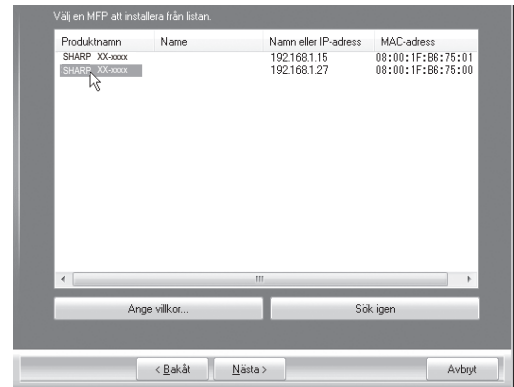 Välj en MFP att installera från listan.
Produktnamn Name Namn eller IP-adress MAC-adress
SHARP XX-xxxx 192.168.1.15 08:00:1F:B6:75:01
SHARP XX-xxxx 192.168.1.27 08:00:1F:B6:75:00
Ange villkor... Sök igen
< Bakåt Nästa > Avbryt